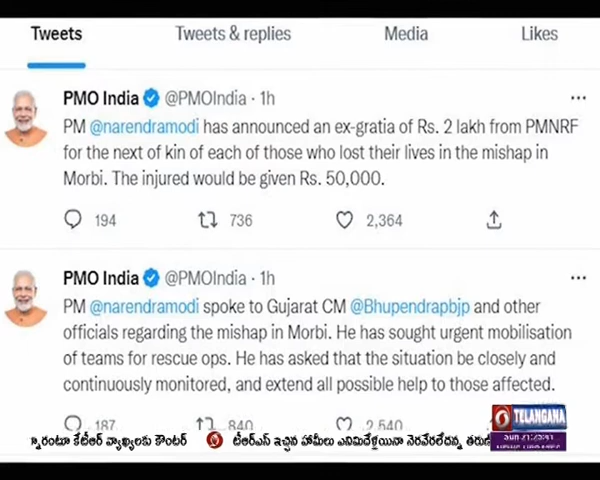 Tweets Tweets & replies Media Likes
PMO India @PMOIndia · 1h
PM @narendramodi has announced an ex-gratia of Rs. 2 lakh from PMNRF
for the next of kin of each of those who lost their lives in the mishap in
Morbi. The injured would be given Rs. 50,000.
194 736 2,364
PMO India @PMOIndia · 1h
PM @narendramodi spoke to Gujarat CM @Bhupendrapbjp and other
officials regarding the mishap in Morbi. He has sought urgent mobilisation
of teams for rescue ops. He has asked that the situation be closely and
continuously monitored, and extend all possible help to those affected.
187 840 2,540
TELANGANA
కేటీఆర్ వ్యాఖ్యలకు కౌంటర్ టీఆర్ఎస్ ఇచ్చిన హామీలు ఎనిమిదేళ్లయినా నెరవేరలేదన్న